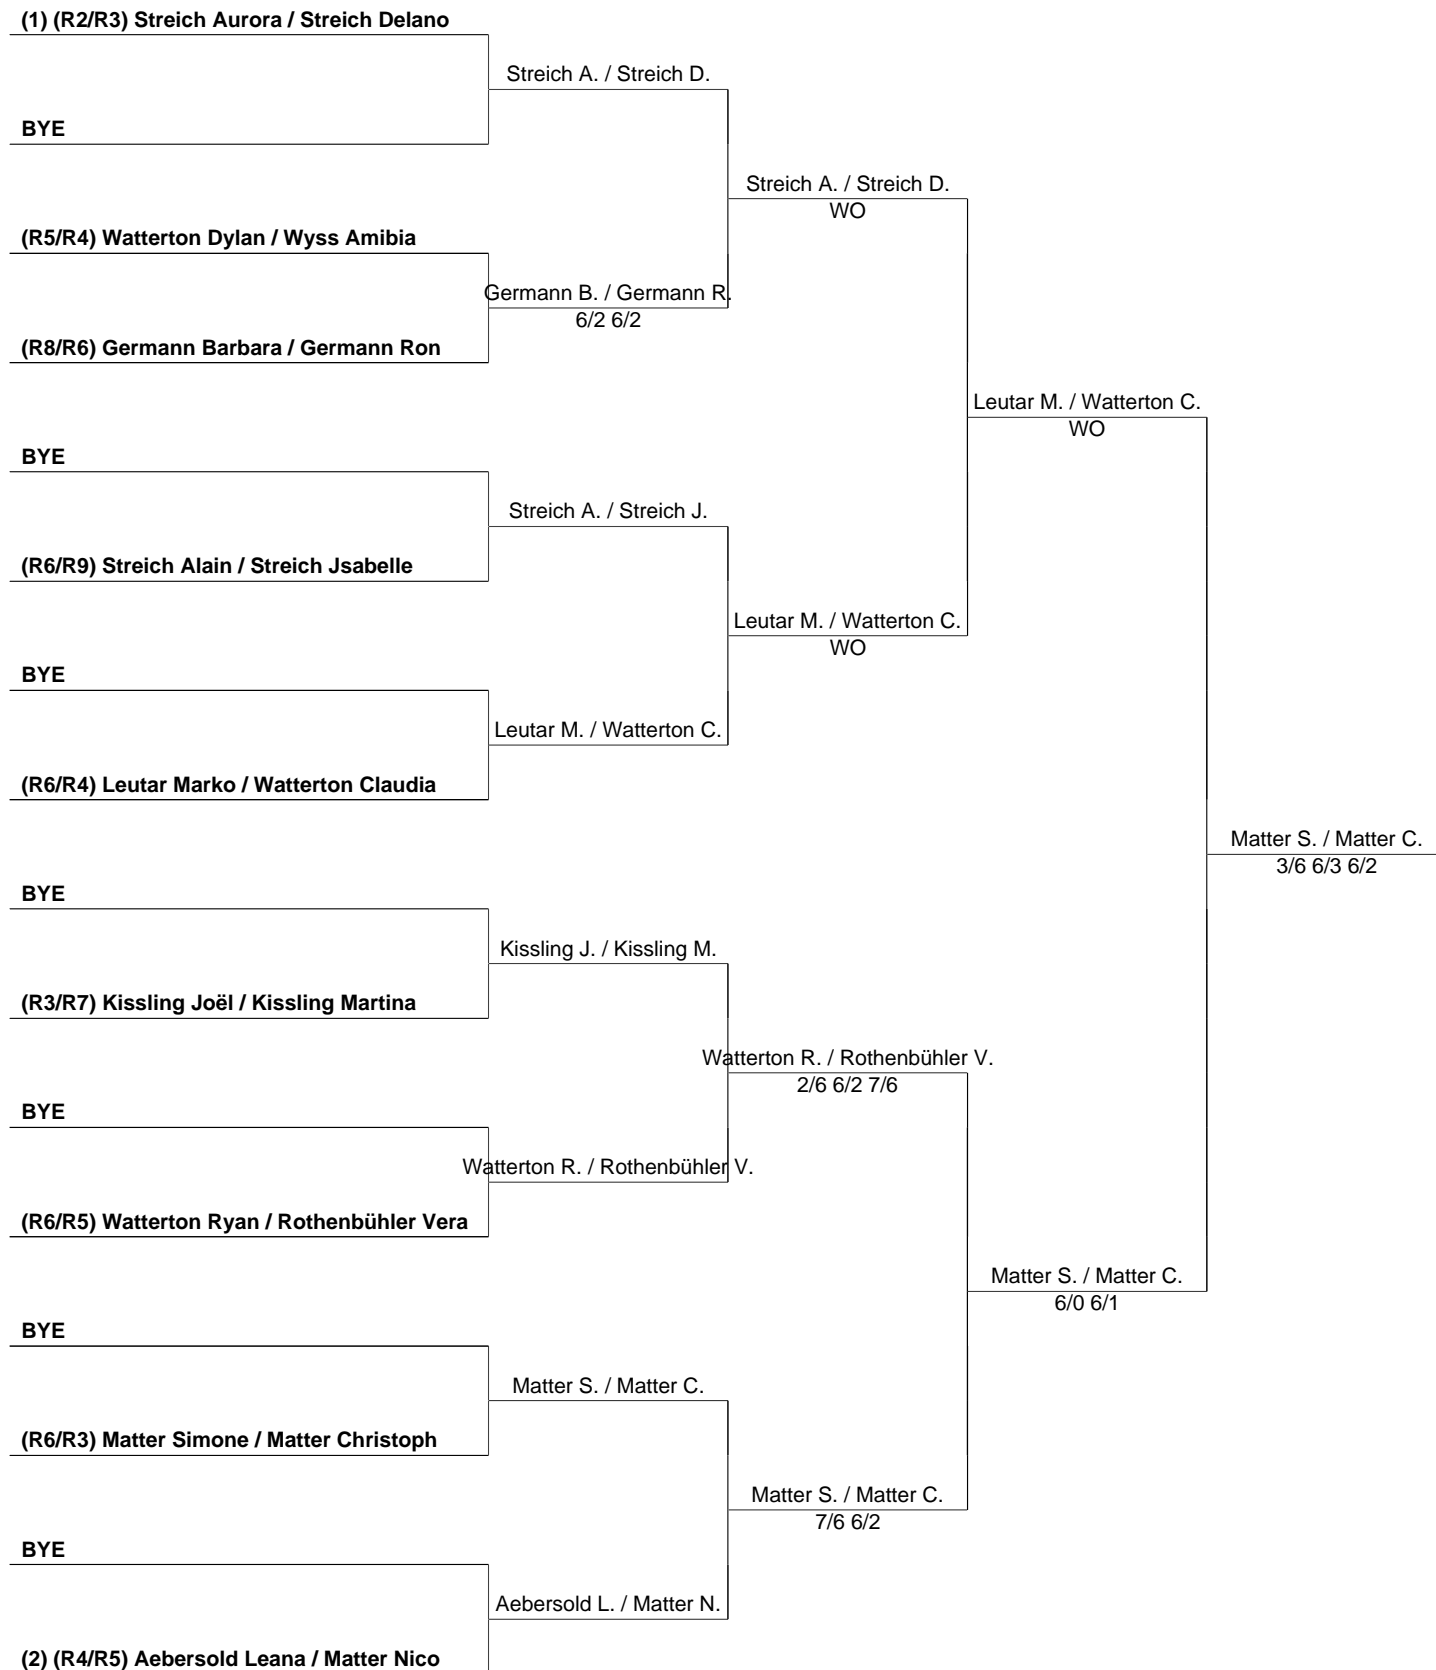 (1) (R2/R3) Streich Aurora / Streich Delano
Streich A. / Streich D.
BYE
Streich A. / Streich D.
WO
(R5/R4) Watterton Dylan / Wyss Amibia
Germann B. / Germann R.
6/2 6/2
(R8/R6) Germann Barbara / Germann Ron
Leutar M. / Watterton C.
WO
BYE
Streich A. / Streich J.
(R6/R9) Streich Alain / Streich Jsabelle
Leutar M. / Watterton C.
WO
BYE
Leutar M. / Watterton C.
(R6/R4) Leutar Marko / Watterton Claudia
Matter S. / Matter C.
3/6 6/3 6/2
BYE
Kissling J. / Kissling M.
(R3/R7) Kissling Joël / Kissling Martina
Watterton R. / Rothenbühler V.
2/6 6/2 7/6
BYE
Watterton R. / Rothenbühler V.
(R6/R5) Watterton Ryan / Rothenbühler Vera
Matter S. / Matter C.
6/0 6/1
BYE
Matter S. / Matter C.
(R6/R3) Matter Simone / Matter Christoph
Matter S. / Matter C.
7/6 6/2
BYE
Aebersold L. / Matter N.
(2) (R4/R5) Aebersold Leana / Matter Nico